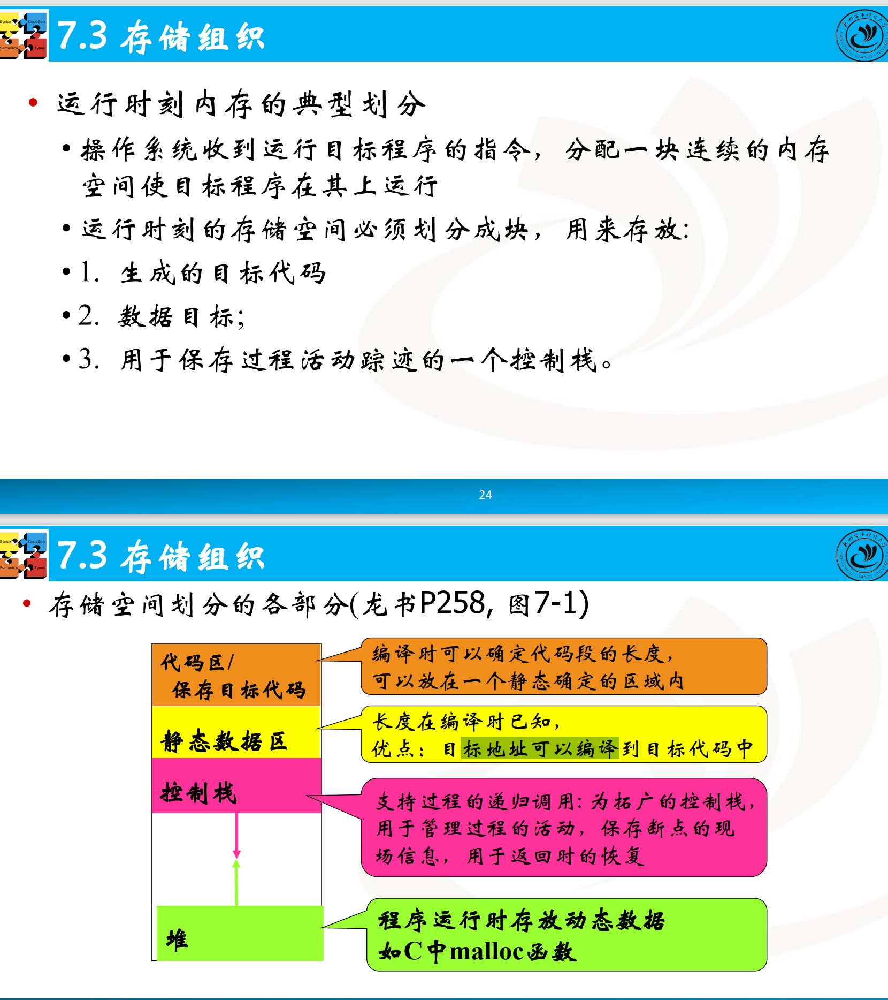 Syntax CodeGen
Semantics Types
7.3 存储组织
• 运行时刻内存的典型划分
• 操作系统收到运行目标程序的指令，分配一块连续的内存
空间使目标程序在其上运行
• 运行时刻的存储空间必须划分成块，用来存放:
• 1. 生成的目标代码
• 2. 数据目标;
• 3. 用于保存过程活动踪迹的一个控制栈。
24
Syntax CodeGen
Semantics Types
7.3 存储组织
• 存储空间划分的各部分(龙书P258, 图7-1)
代码区/
保存目标代码
编译时可以确定代码段的长度，
可以放在一个静态确定的区域内
静态数据区
长度在编译时已知，
优点：目标地址可以编译到目标代码中
控制栈
支持过程的递归调用:为拓广的控制栈，
用于管理过程的活动，保存断点的现
场信息，用于返回时的恢复
堆
程序运行时存放动态数据
如C中malloc函数